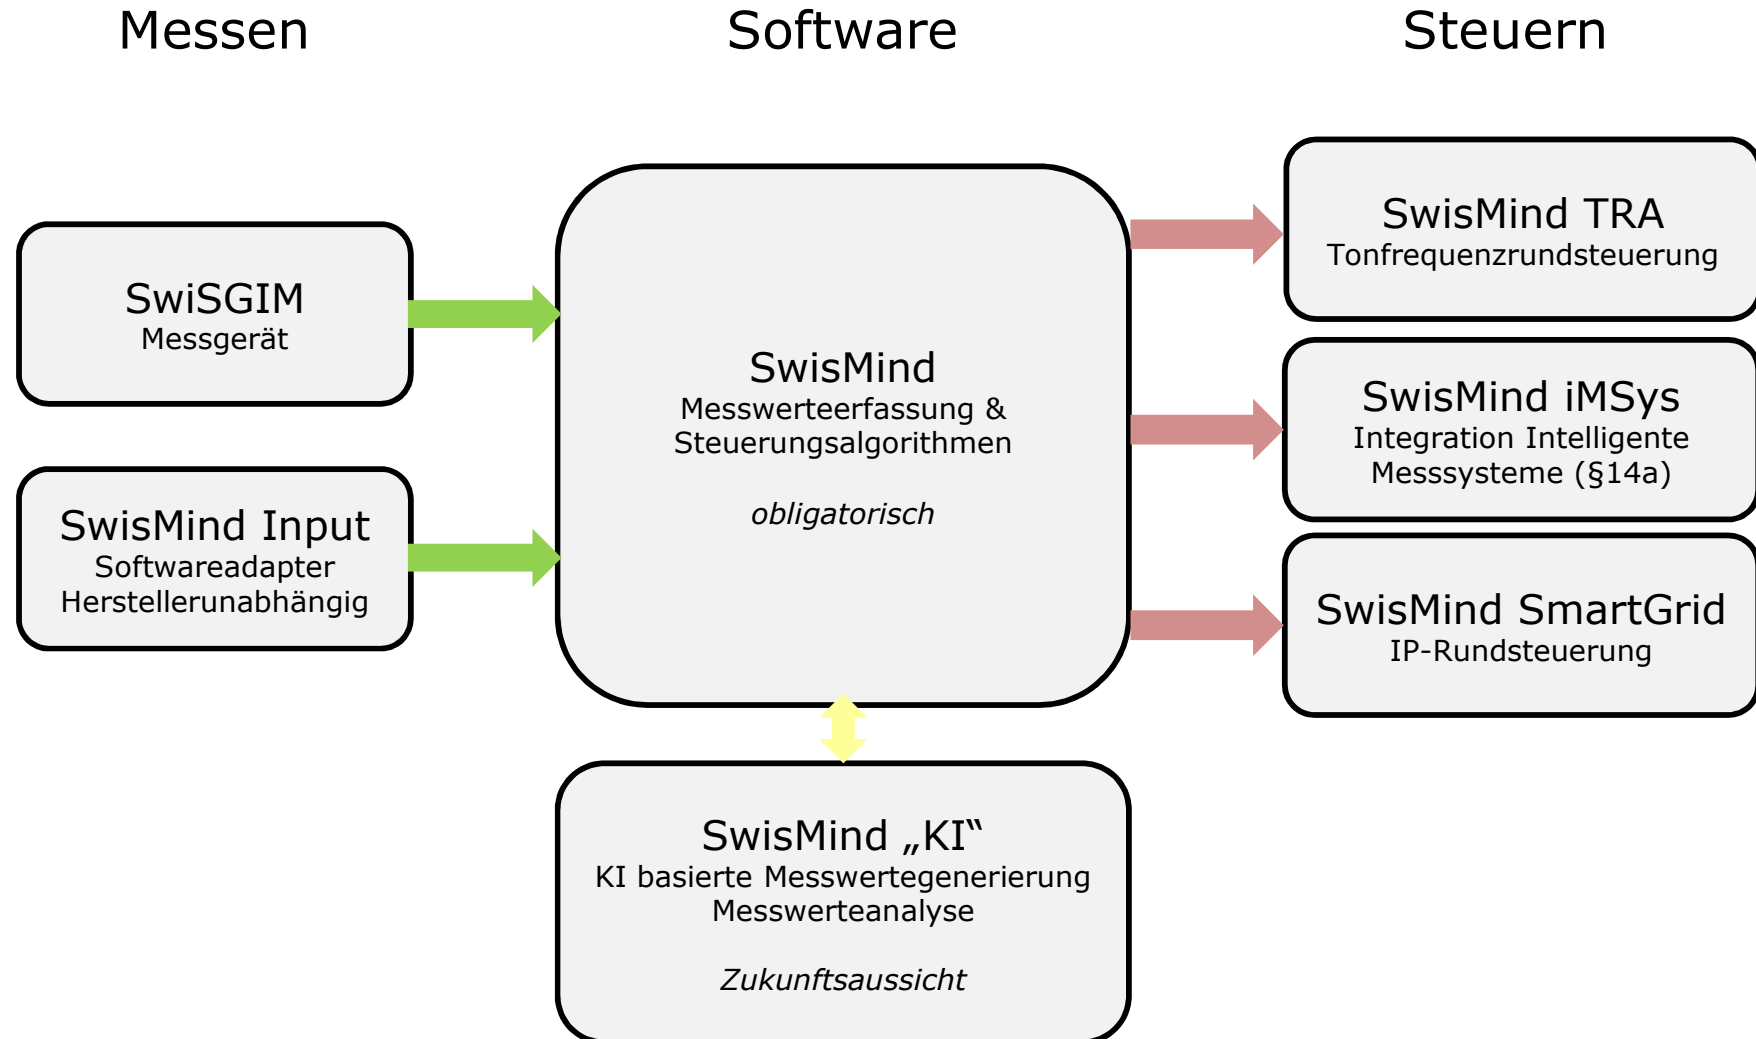 Messen
Software
Steuern
SwiSGIM
Messgerät
SwisMind Input
Softwareadapter
Herstellerunabhängig
SwisMind
Messwerteerfassung &
Steuerungsalgorithmen
obligatorisch
SwisMind „KI“
KI basierte Messwertegenerierung
Messwerteanalyse
Zukunftsaussicht
SwisMind TRA
Tonfrequenzrundsteuerung
SwisMind iMSys
Integration Intelligente
Messsysteme (§14a)
SwisMind SmartGrid
IP-Rundsteuerung